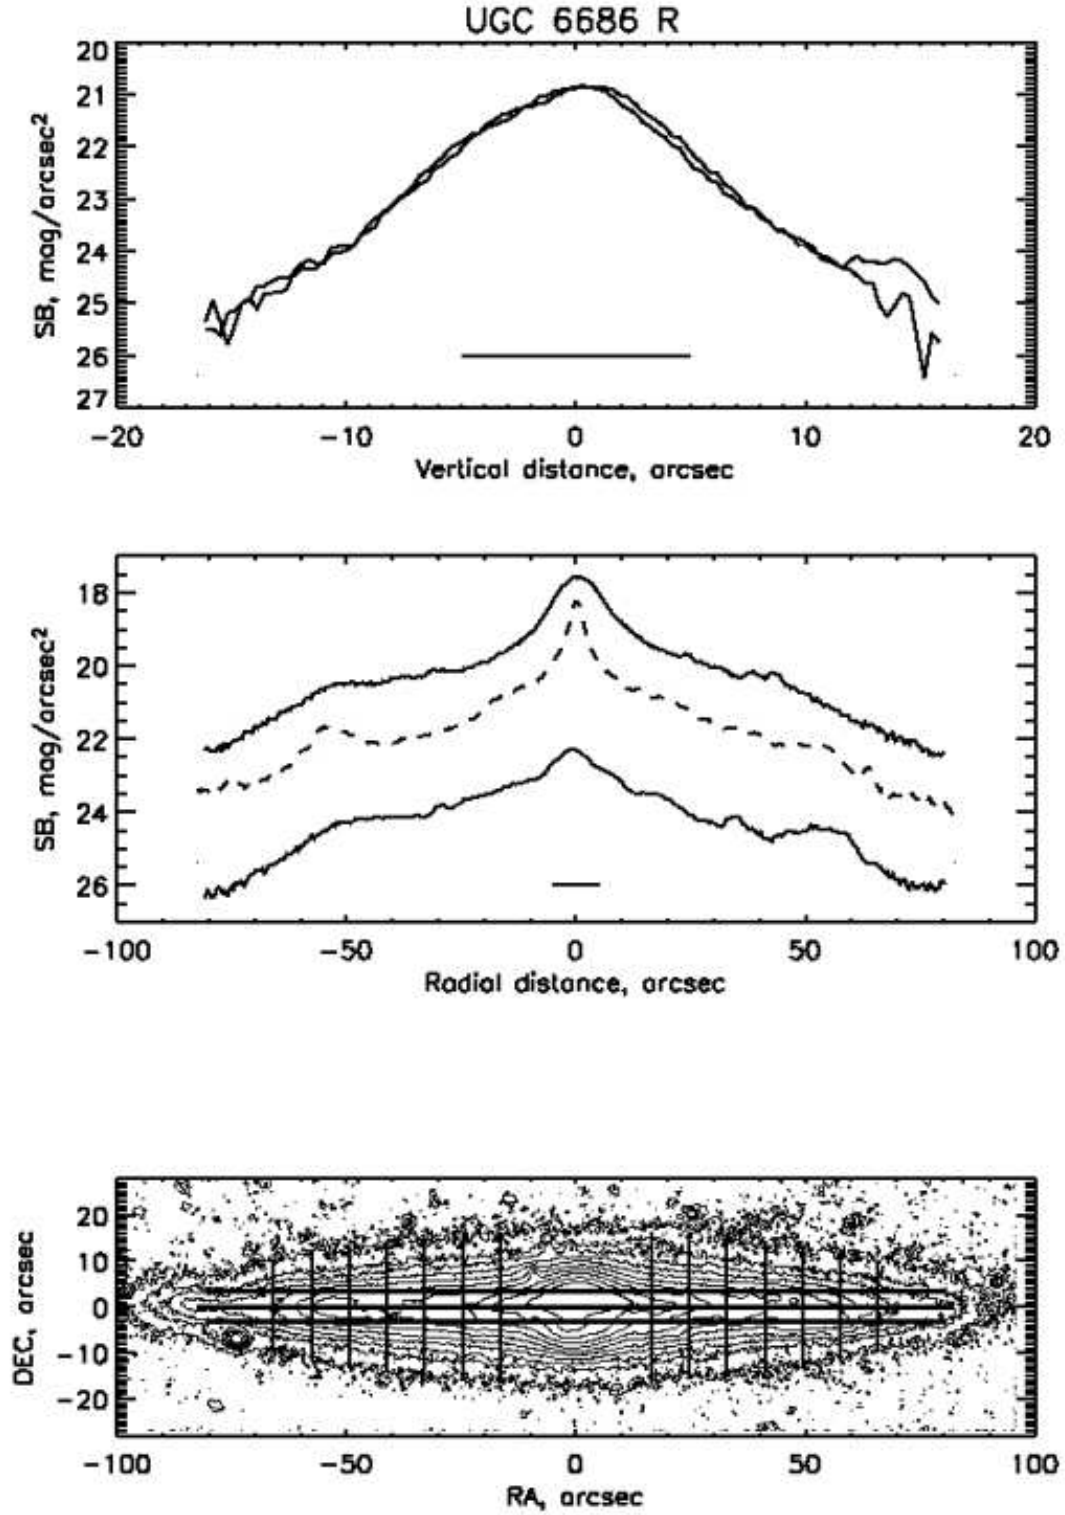 UGC 6686 R
20
21
22
23
24
25
26
27
SB, mag/arcsec²
−20 −10 0 10 20
Vertical distance, arcsec
18
20
22
24
26
SB, mag/arcsec²
−100 −50 0 50 100
Radial distance, arcsec
20
10
0
−10
−20
DEC, arcsec
−100 −50 0 50 100
RA, arcsec